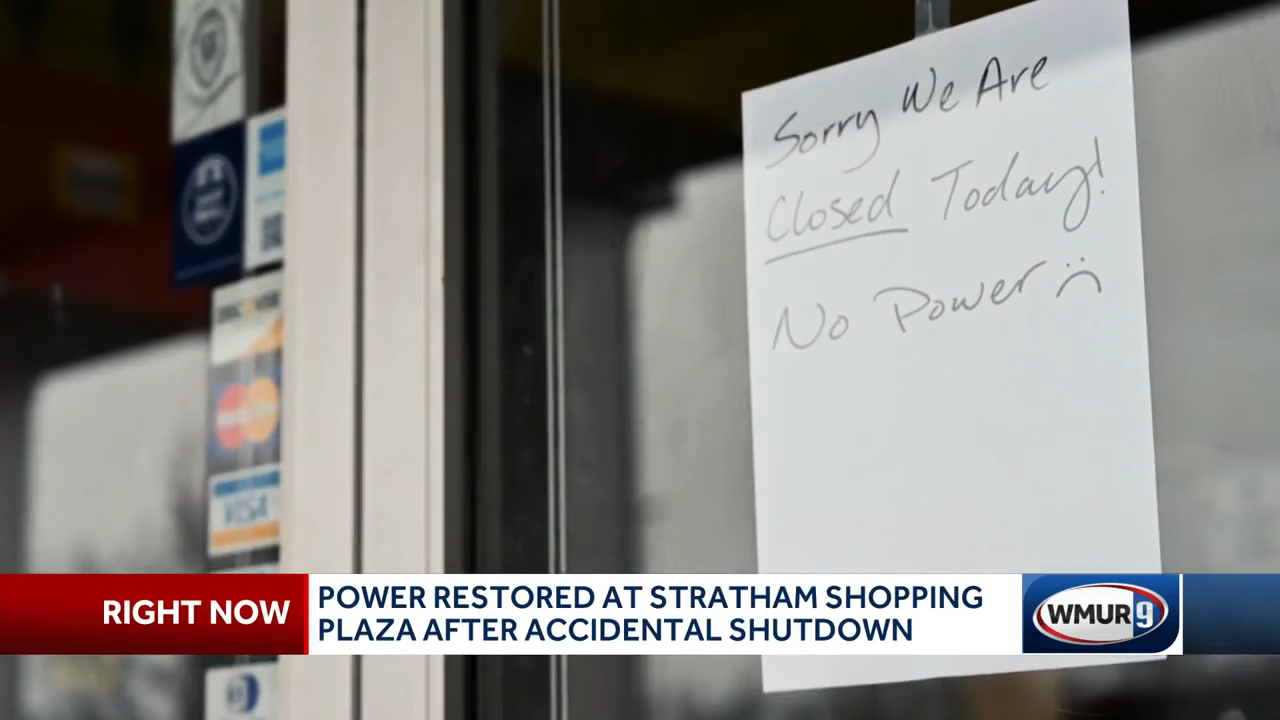 Sorry We Are
Closed Today!
No Power :(
VISA
RIGHT NOW
POWER RESTORED AT STRATHAM SHOPPING
PLAZA AFTER ACCIDENTAL SHUTDOWN
WMUR 9